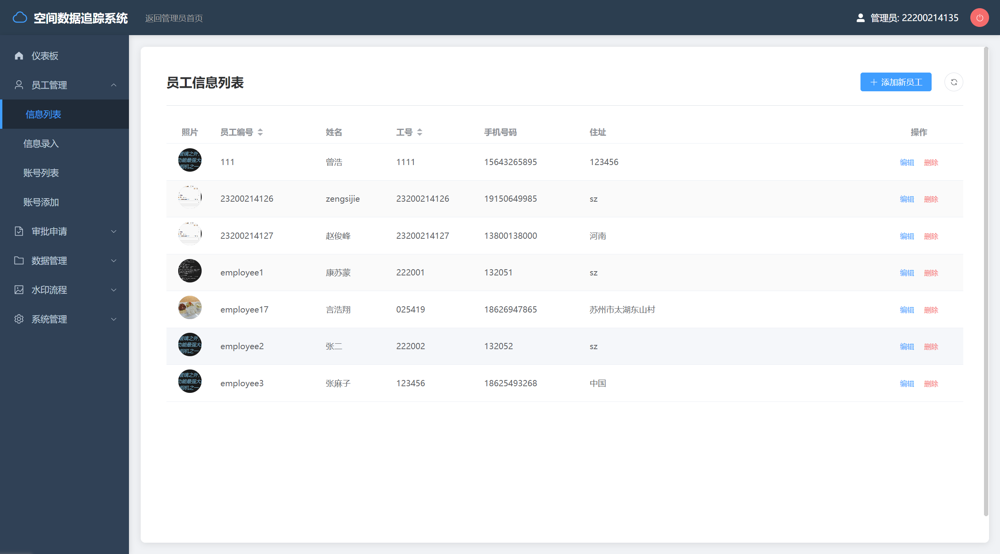 空间数据追踪系统
返回管理员首页
管理员: 22200214135
仪表板
员工管理
信息列表
信息录入
账号列表
账号添加
审批申请
数据管理
水印流程
系统管理
员工信息列表
添加新员工
照片 员工编号 姓名 工号 手机号码 住址 操作
玻璃之外,
功能最强大
相机之一
111 曾浩 1111 15643265895 123456 编辑 删除
23200214126 zengsijie 23200214126 19150649985 sz 编辑 删除
23200214127 赵俊峰 23200214127 13800138000 河南 编辑 删除
employee1 康苏蒙 222001 132051 sz 编辑 删除
employee17 言浩翔 025419 18626947865 苏州市太湖东山村 编辑 删除
玻璃之外,
功能最强大
相机之一
employee2 张二 222002 132052 sz 编辑 删除
玻璃之外,
功能最强大
相机之一
employee3 张麻子 123456 18625493268 中国 编辑 删除